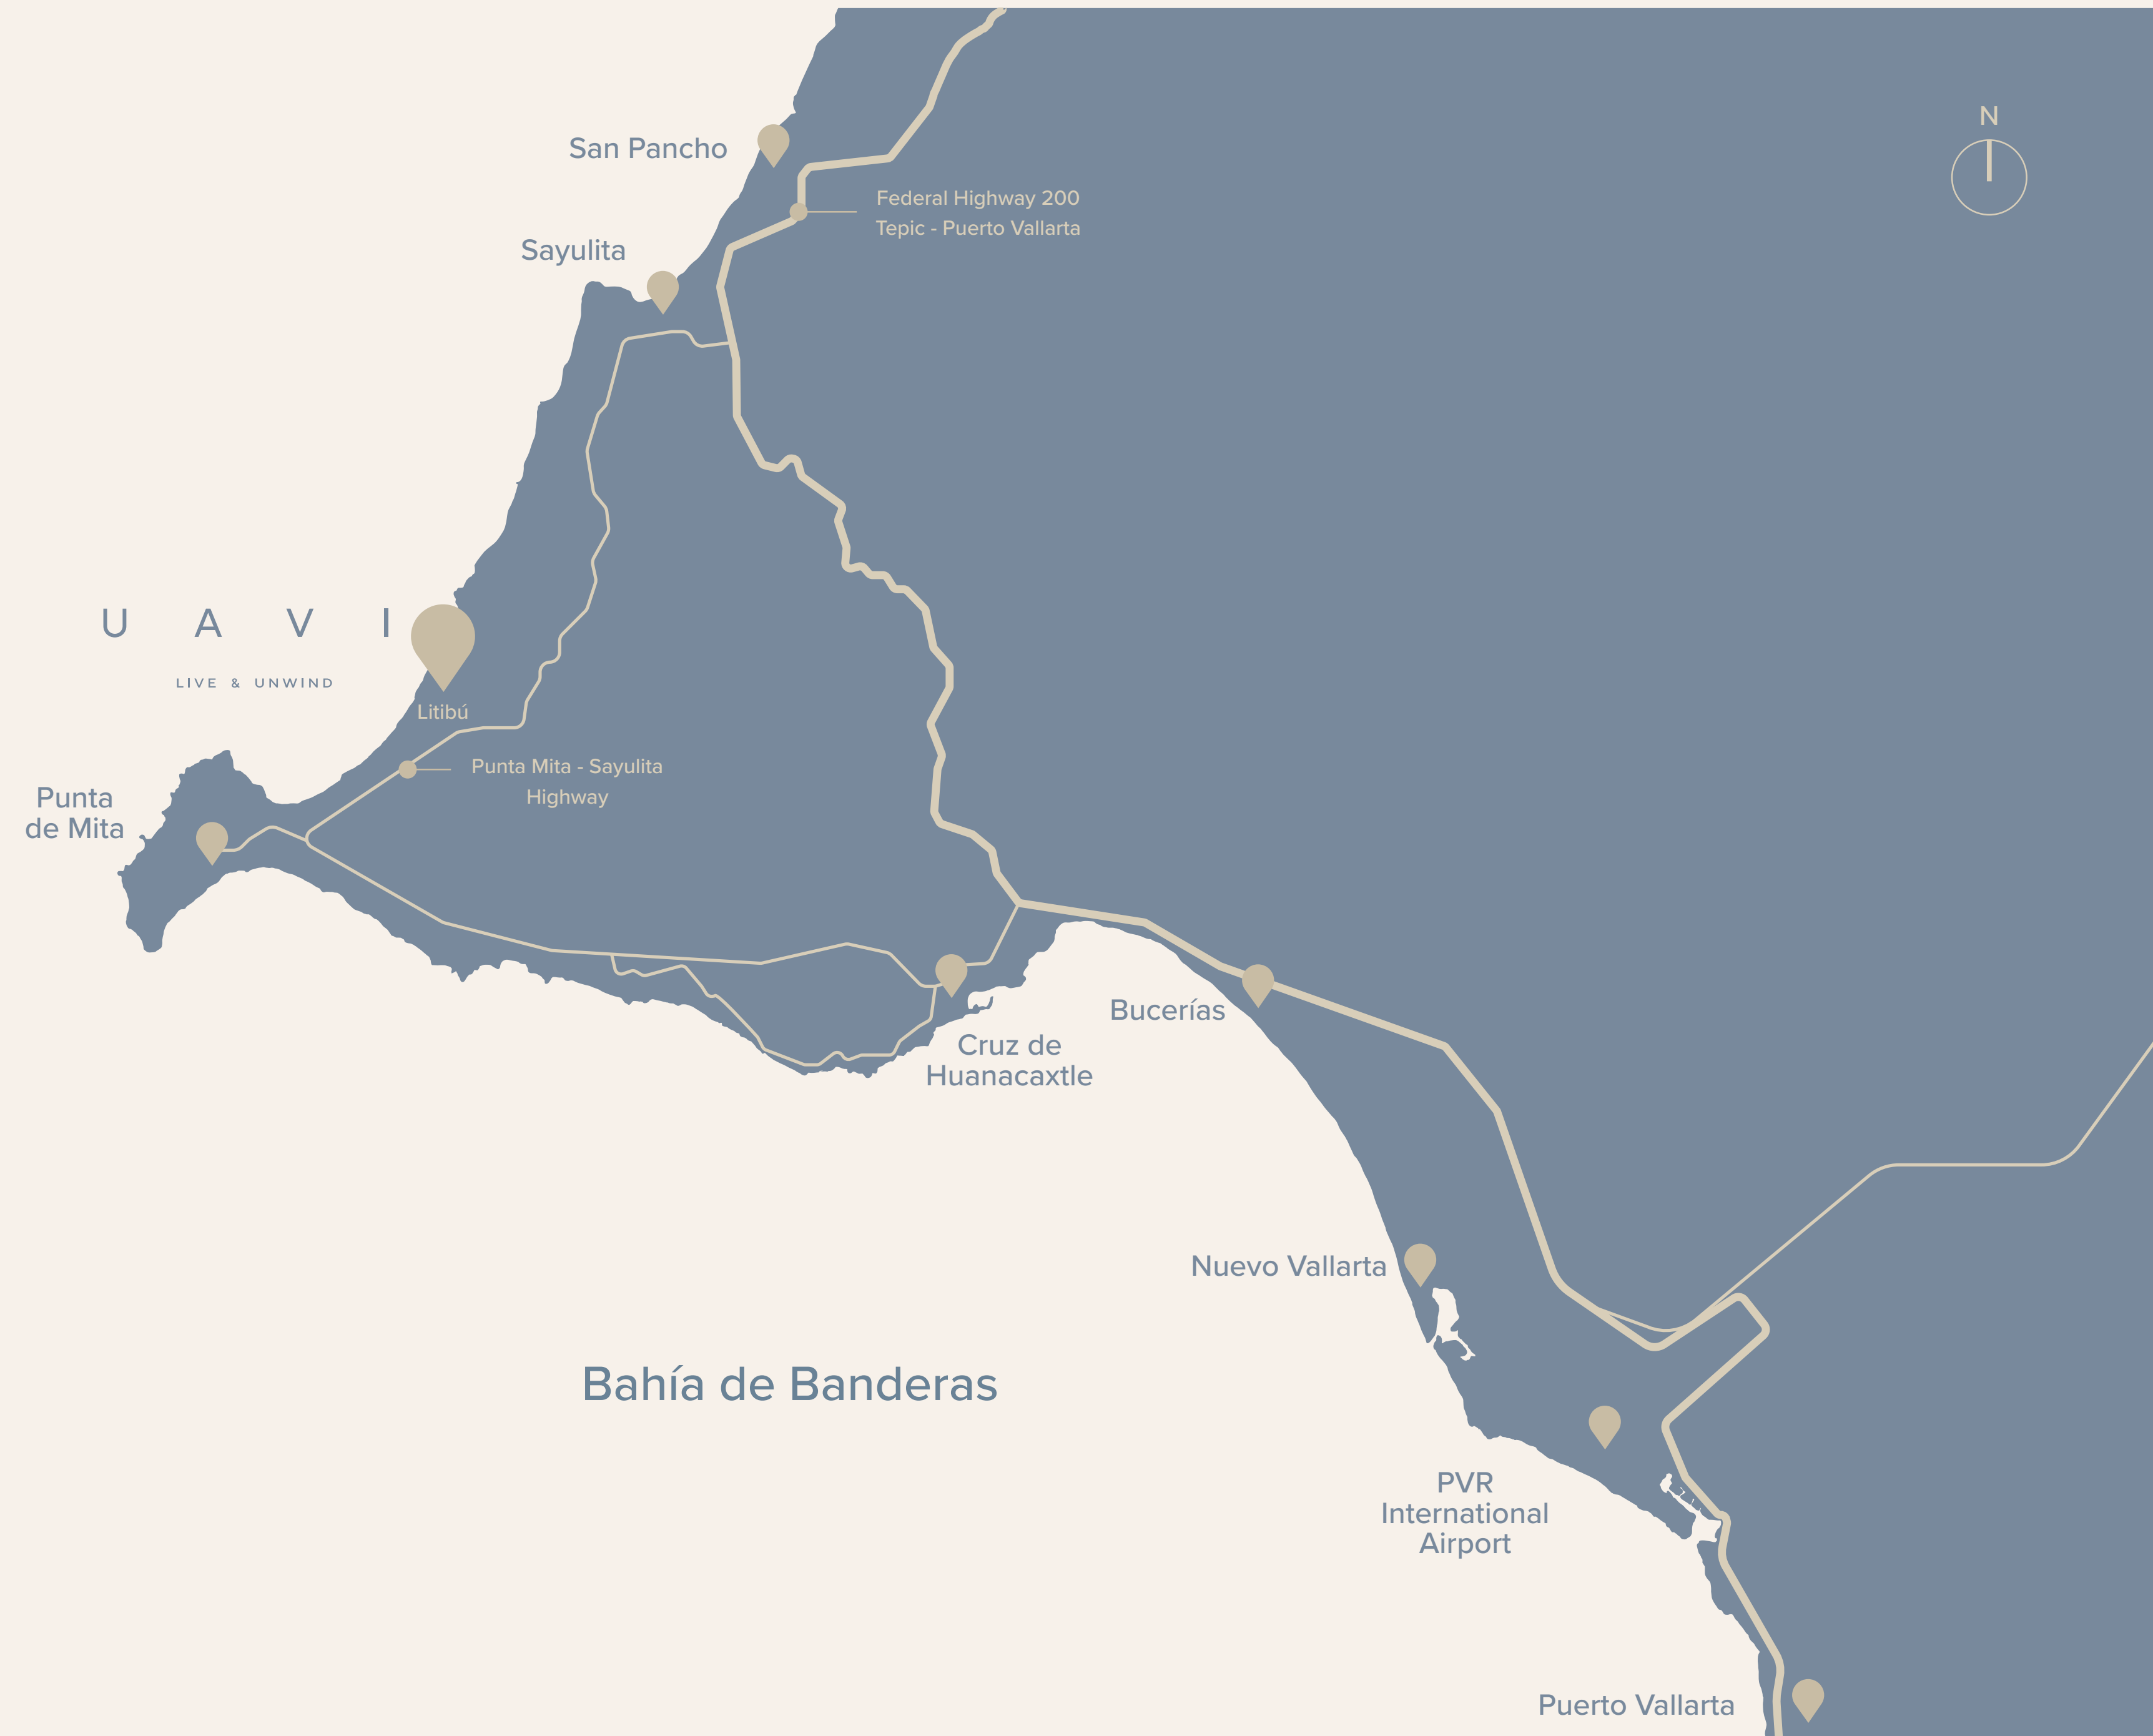 N
San Pancho
Federal Highway 200
Tepic - Puerto Vallarta
Sayulita
U A V I
LIVE & UNWIND
Litibú
Punta Mita - Sayulita
Highway
Punta
de Mita
Bucerías
Cruz de
Huanacaxtle
Nuevo Vallarta
Bahía de Banderas
PVR
International
Airport
Puerto Vallarta